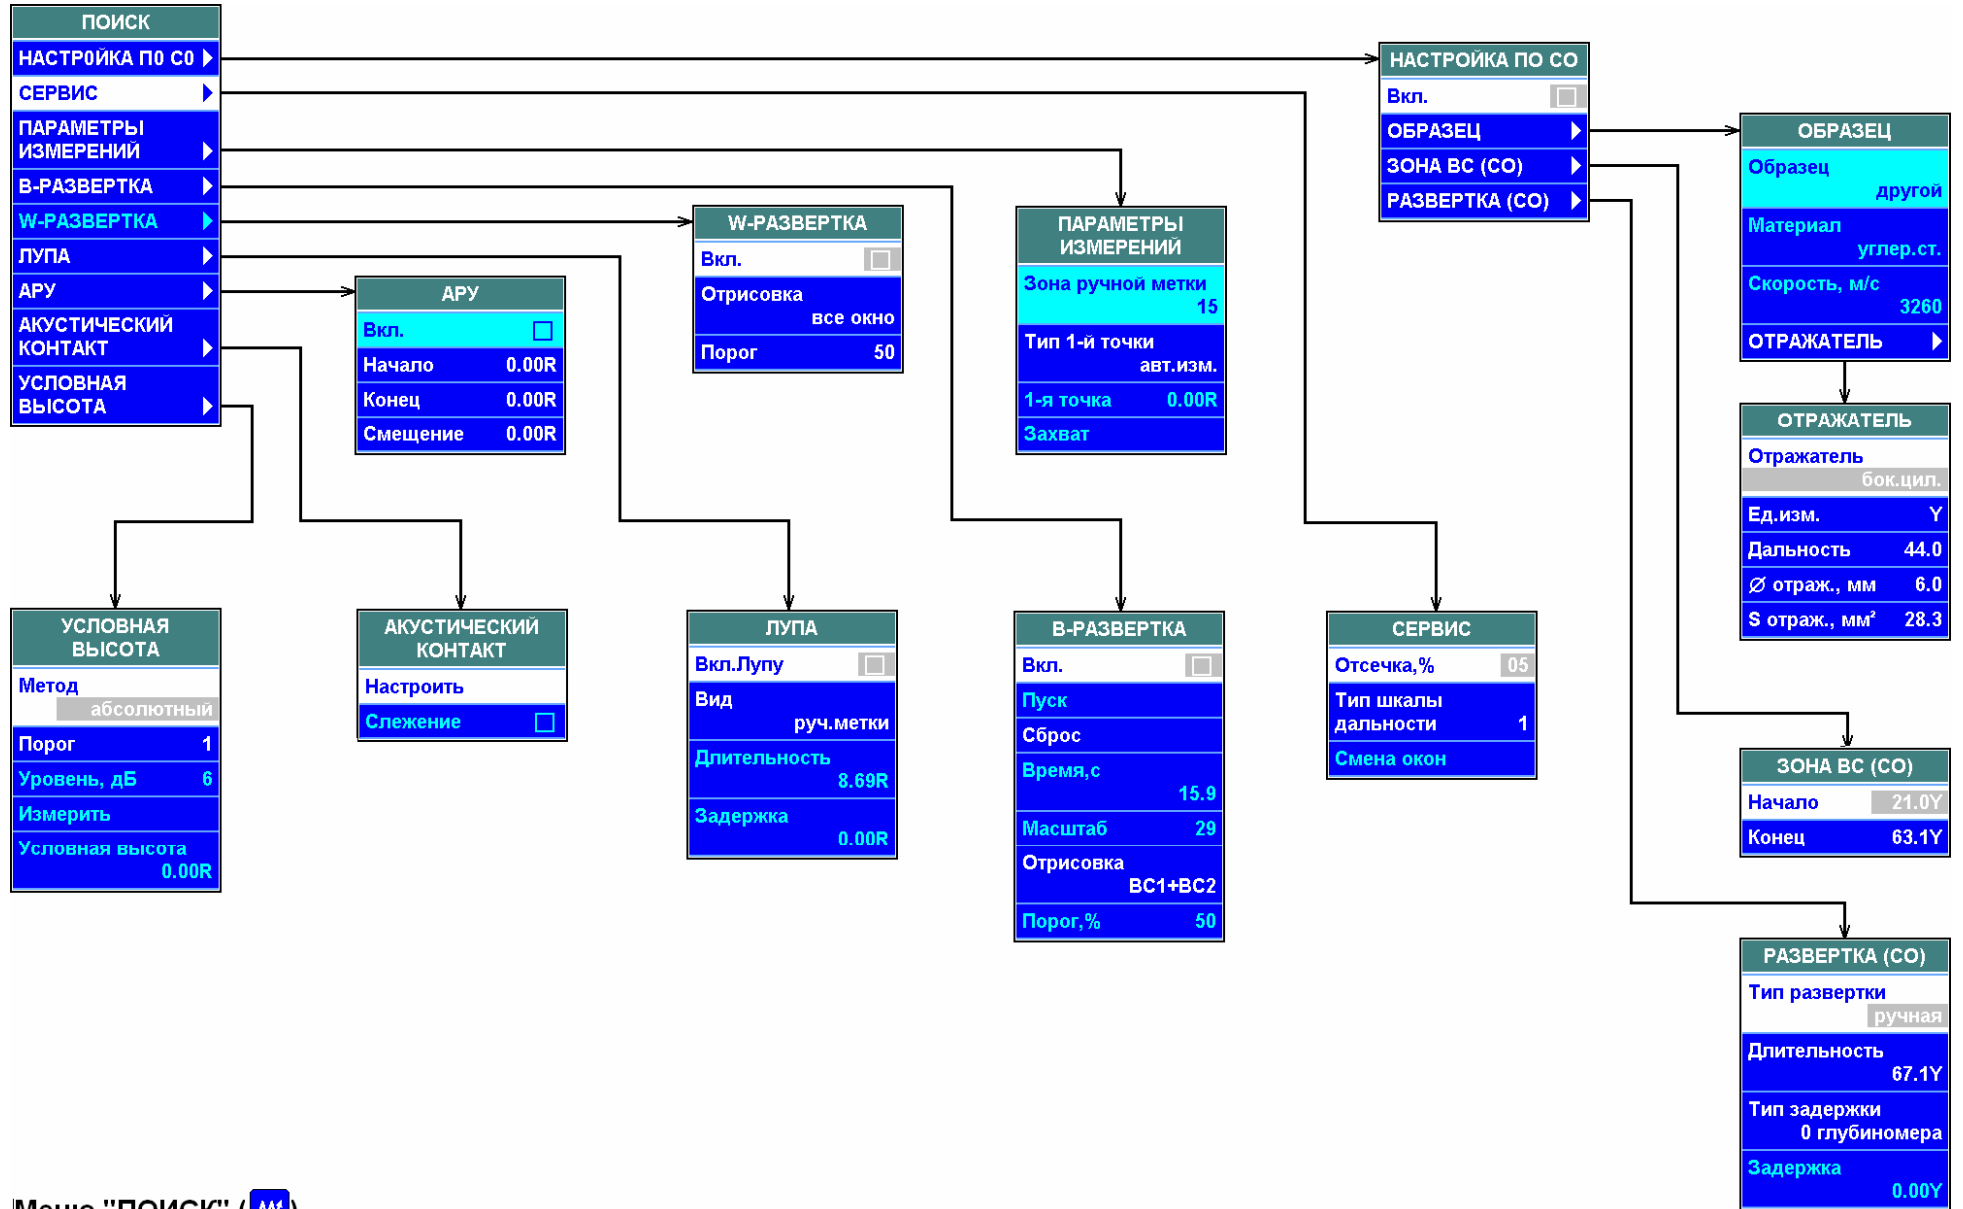 ПОИСК
НАСТР0ЙКА П0 С0
СЕРВИС
ПАРАМЕТРЫ
ИЗМЕРЕНИЙ
В-РАЗВЕРТКА
W-РАЗВЕРТКА
ЛУПА
АРУ
АКУСТИЧЕСКИЙ
КОНТАКТ
УСЛОВНАЯ
ВЫСОТА
АРУ
Вкл.
Начало 0.00R
Конец 0.00R
Смещение 0.00R
W-РАЗВЕРТКА
Вкл.
Отрисовка
все окно
Порог 50
ПАРАМЕТРЫ
ИЗМЕРЕНИЙ
Зона ручной метки
15
Тип 1-й точки
авт.изм.
1-я точка 0.00R
Захват
НАСТРОЙКА ПО СО
Вкл.
ОБРАЗЕЦ
ЗОНА ВС (СО)
РАЗВЕРТКА (СО)
ОБРАЗЕЦ
Образец
другой
Материал
углер.ст.
Скорость, м/с
3260
ОТРАЖАТЕЛЬ
ОТРАЖАТЕЛЬ
Отражатель
бок.цил.
Ед.изм. Y
Дальность 44.0
∅ отраж., мм 6.0
S отраж., мм² 28.3
УСЛОВНАЯ
ВЫСОТА
Метод
абсолютный
Порог 1
Уровень, дБ 6
Измерить
Условная высота
0.00R
АКУСТИЧЕСКИЙ
КОНТАКТ
Настроить
Слежение
ЛУПА
Вкл.Лупу
Вид
руч.метки
Длительность
8.69R
Задержка
0.00R
В-РАЗВЕРТКА
Вкл.
Пуск
Сброс
Время,с
15.9
Масштаб 29
Отрисовка
ВС1+ВС2
Порог,% 50
СЕРВИС
Отсечка,% 05
Тип шкалы
дальности 1
Смена окон
ЗОНА ВС (СО)
Начало 21.0Y
Конец 63.1Y
РАЗВЕРТКА (СО)
Тип развертки
ручная
Длительность
67.1Y
Тип задержки
0 глубиномера
Задержка
0.00Y
Меню "ПОИСК" ( )